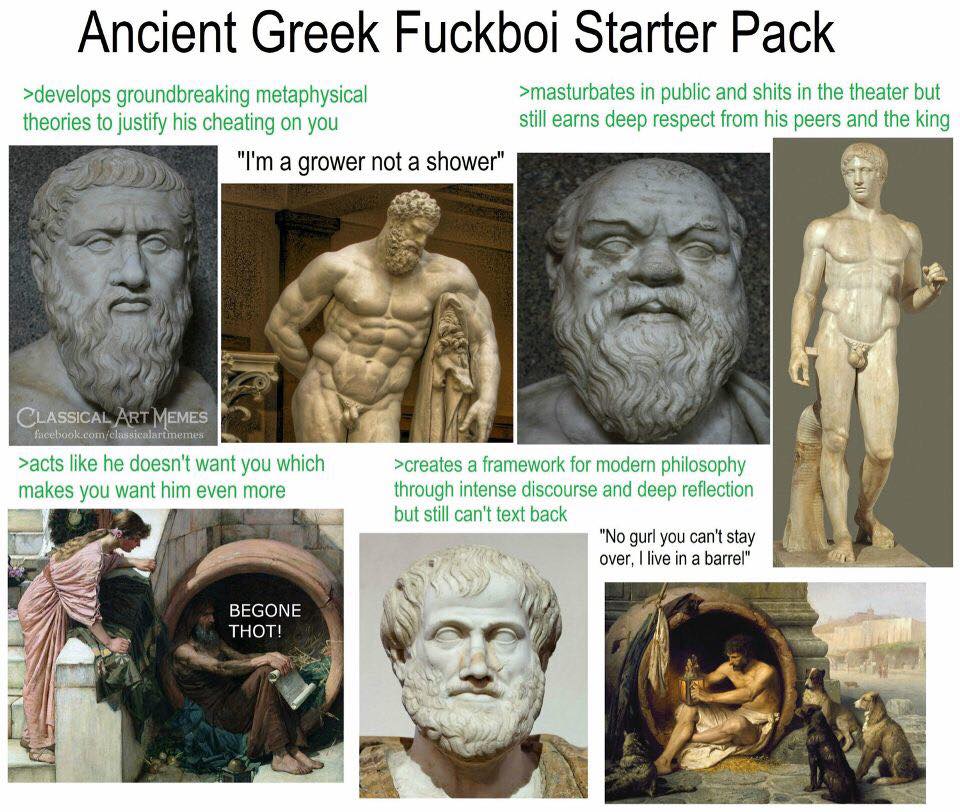 Ancient Greek Fuckboi Starter Pack
>develops groundbreaking metaphysical
theories to justify his cheating on you
>masturbates in public and shits in the theater but
still earns deep respect from his peers and the king
"I'm a grower not a shower"
CLASSICAL ART MEMES
facebook.com/classicalartmemes
>acts like he doesn't want you which
makes you want him even more
>creates a framework for modern philosophy
through intense discourse and deep reflection
but still can't text back
"No gurl you can't stay
over, I live in a barrel"
BEGONE
THOT!